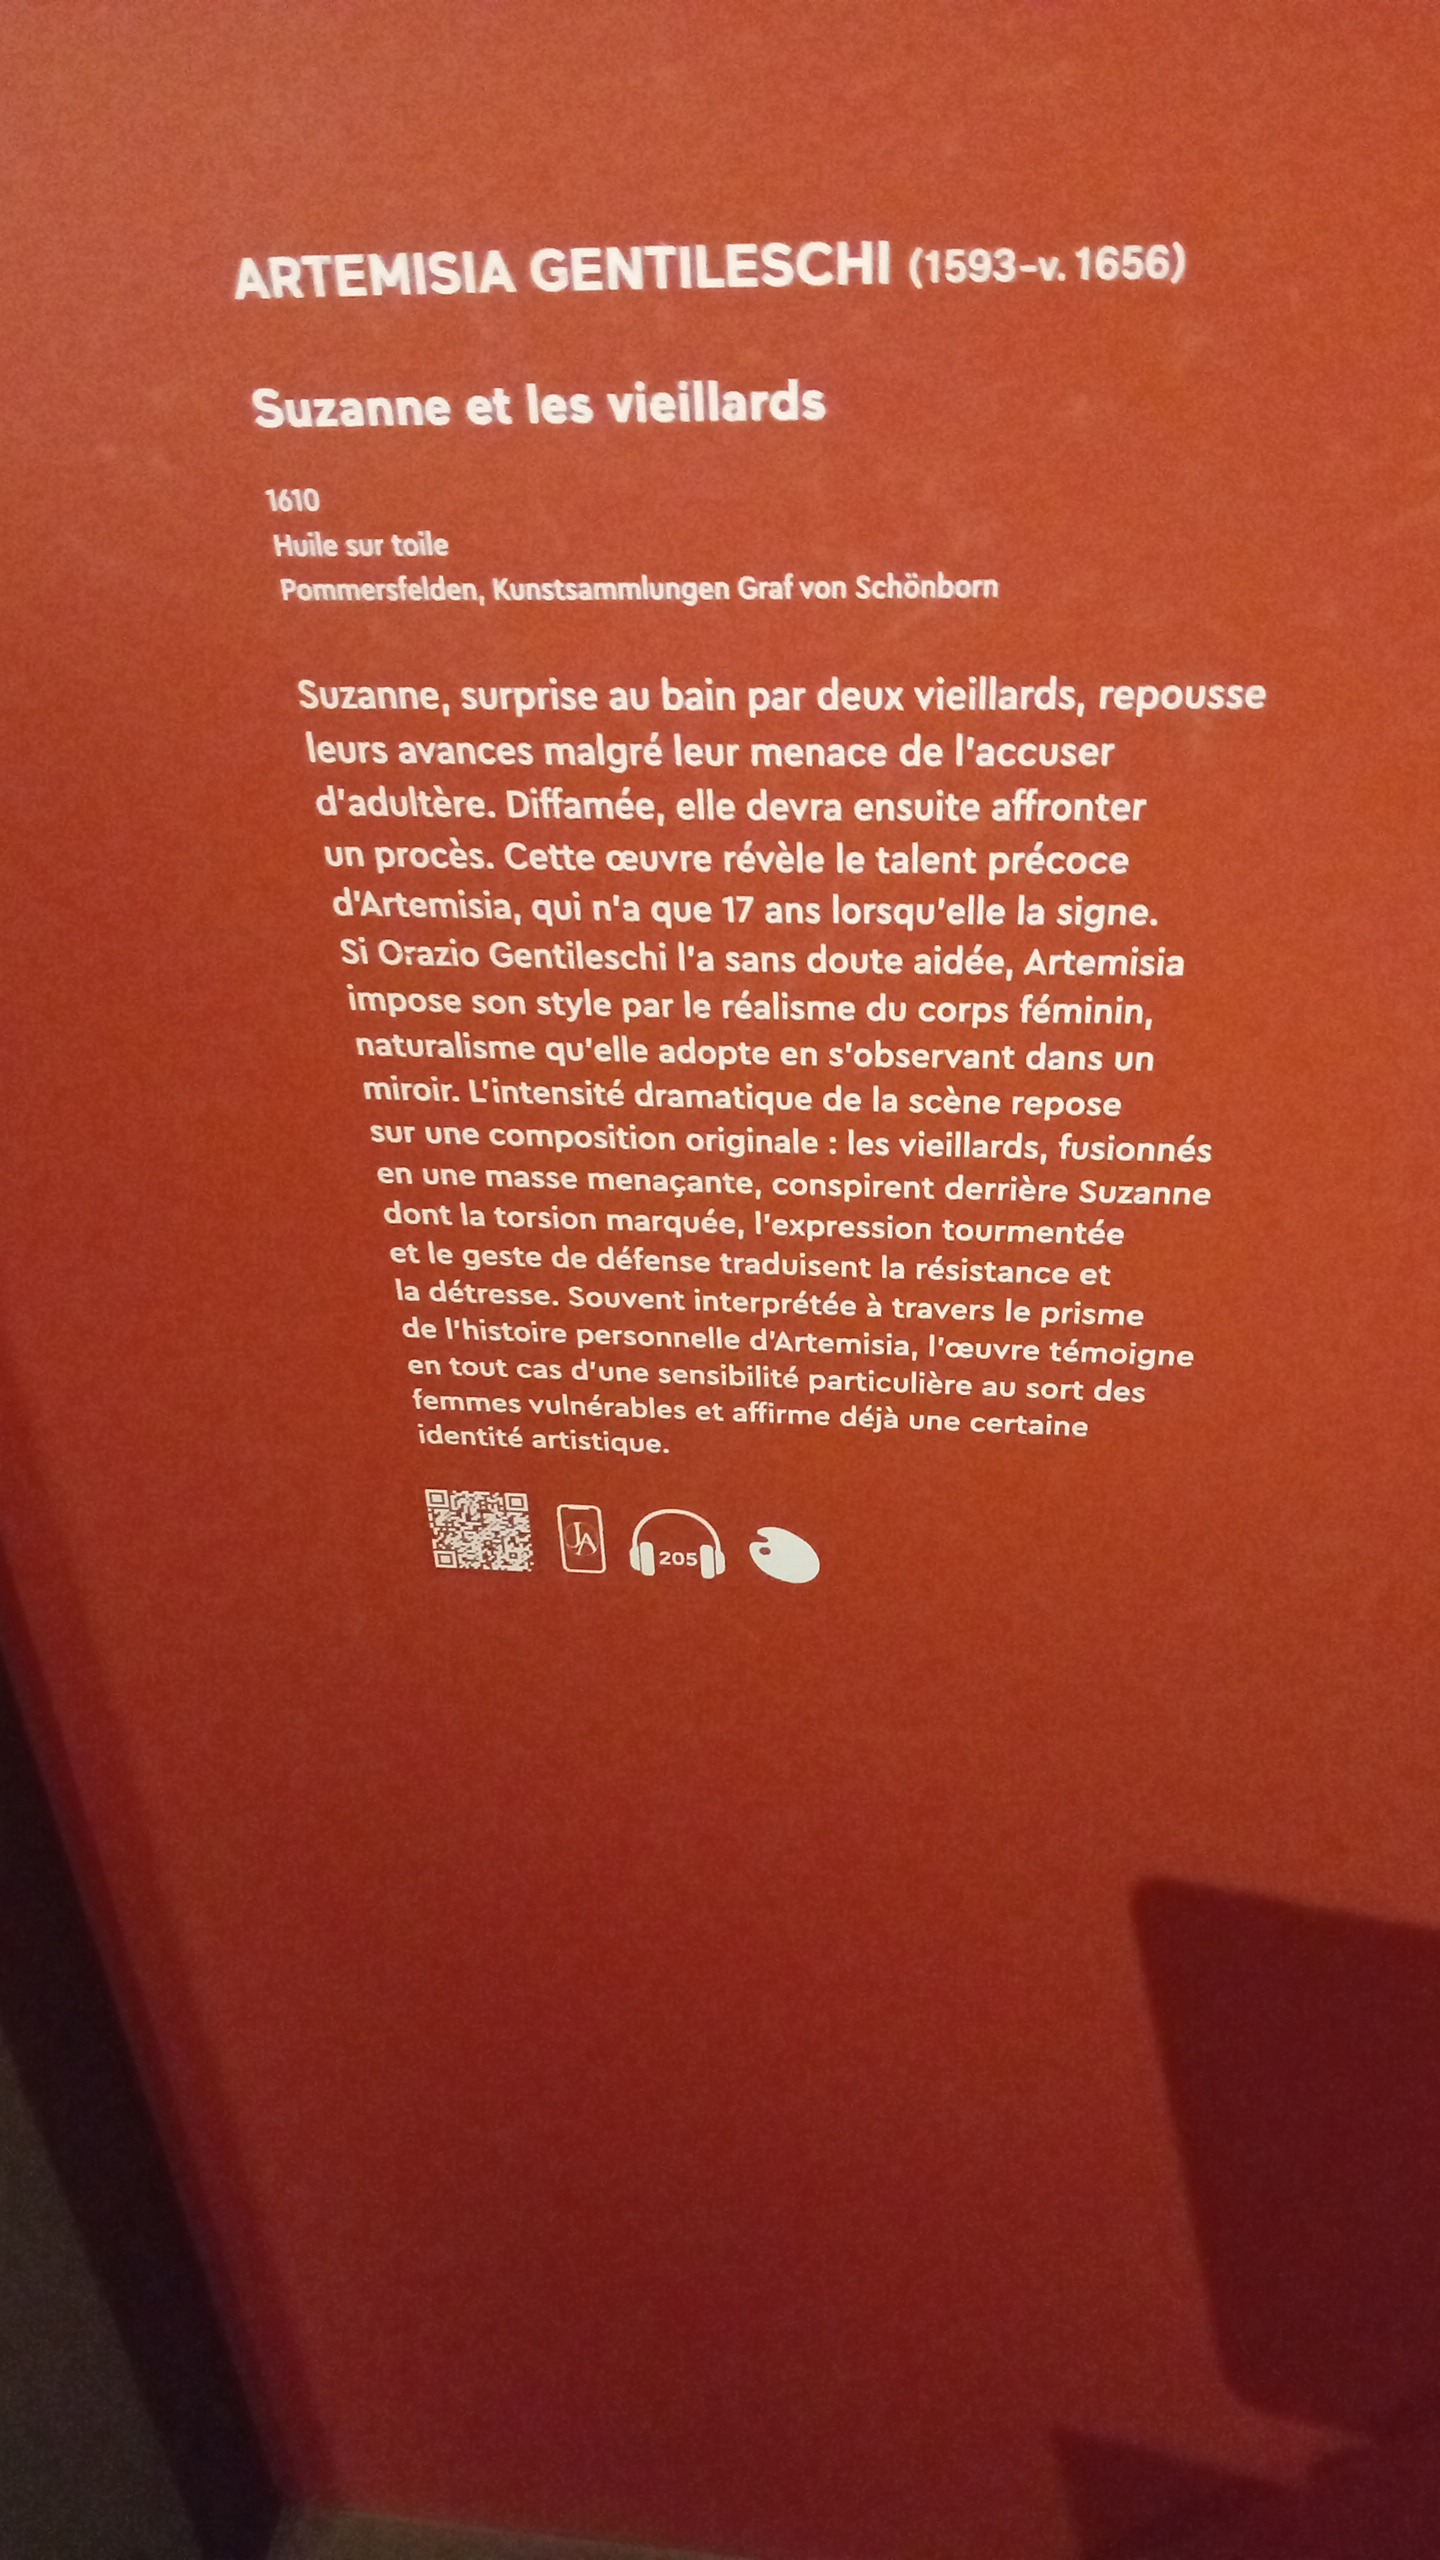 ARTEMISIA GENTILESCHI (1593-v. 1656)
Suzanne et les vieillards
1610
Huile sur toile
Pommersfelden, Kunstsammlungen Graf von Schönborn
Suzanne, surprise au bain par deux vieillards, repousse
leurs avances malgré leur menace de l'accuser
d'adultère. Diffamée, elle devra ensuite affronter
un procès. Cette œuvre révèle le talent précoce
d'Artemisia, qui n'a que 17 ans lorsqu'elle la signe.
Si Orazio Gentileschi l'a sans doute aidée, Artemisia
impose son style par le réalisme du corps féminin,
naturalisme qu'elle adopte en s'observant dans un
miroir. L'intensité dramatique de la scène repose
sur une composition originale : les vieillards, fusionnés
en une masse menaçante, conspirent derrière Suzanne
dont la torsion marquée, l'expression tourmentée
et le geste de défense traduisent la résistance et
la détresse. Souvent interprétée à travers le prisme
de l'histoire personnelle d'Artemisia, l'œuvre témoigne
en tout cas d'une sensibilité particulière au sort des
femmes vulnérables et affirme déjà une certaine
identité artistique.
JA
205